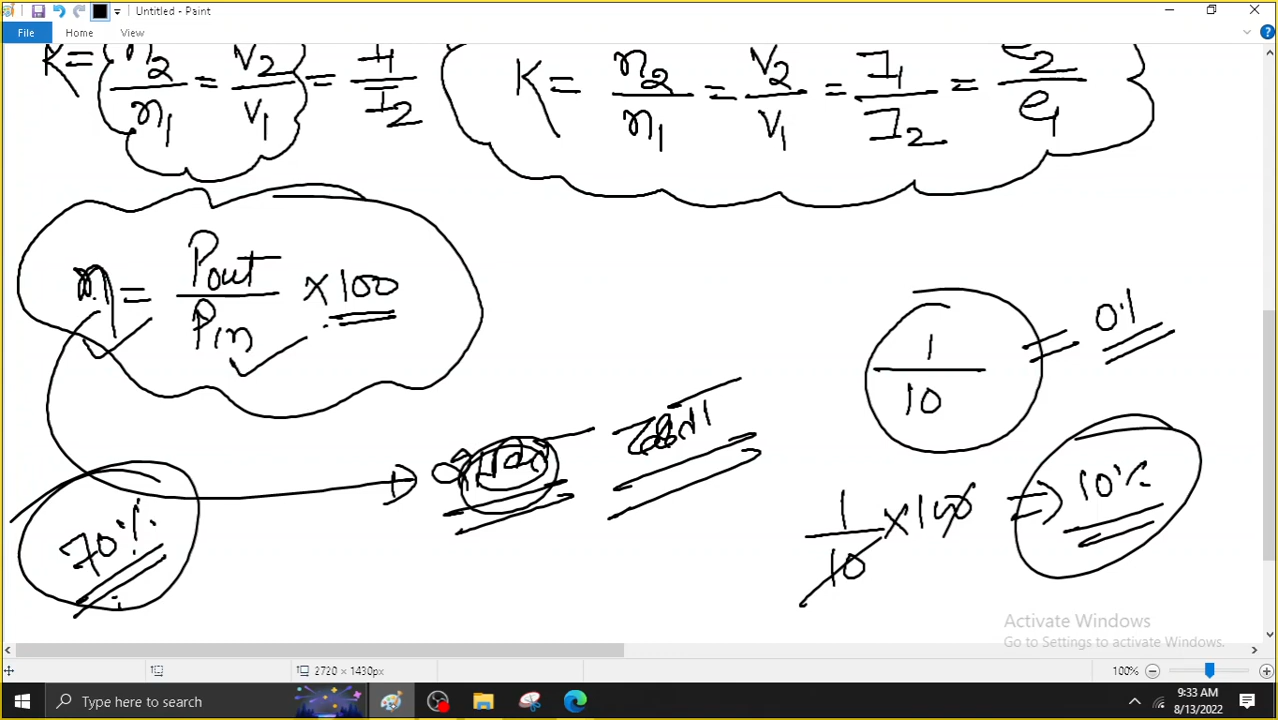 Untitled - Paint
File Home View
K = n2/n1 = V2/V1 = I1/I2
K = n2/n1 = V2/V1 = I1/I2 = e2/e1
η = Pout/Pin × 100
1/10 = 0.1
70%
1/10 × 100 ⇒ 10%
Activate Windows
Go to Settings to activate Windows.
2720 × 1430px
100%
Type here to search
9:33 AM
8/13/2022